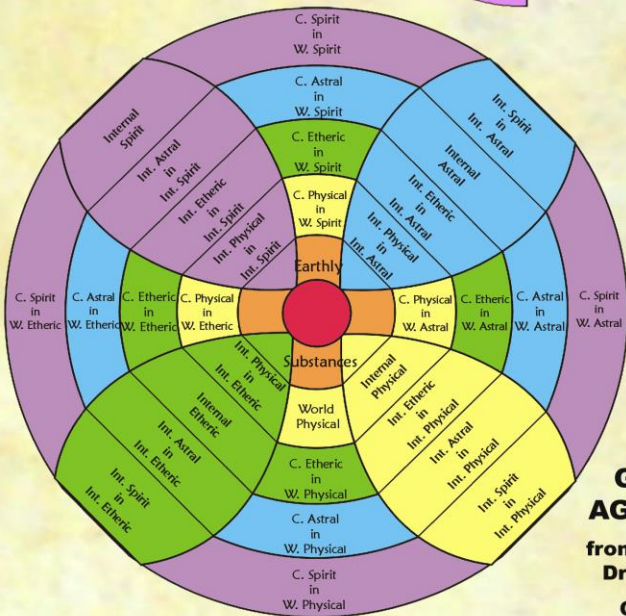 C. Spirit
in
W. Spirit
C. Astral
in
W. Spirit
C. Etheric
in
W. Spirit
C. Physical
in
W. Spirit
Earthly
Internal
Spirit
Int. Astral
in
Int. Spirit
Int. Etheric
in
Int. Spirit
Int. Physical
in
Int. Spirit
Int. Spirit
in
Int. Astral
Internal
Astral
Int. Etheric
in
Int. Astral
Int. Physical
in
Int. Astral
C. Spirit
in
W. Etheric
C. Astral
in
W. Etheric
C. Etheric
in
W. Etheric
C. Physical
in
W. Etheric
C. Physical
in
W. Astral
C. Etheric
in
W. Astral
C. Astral
in
W. Astral
C. Spirit
in
W. Astral
Substances
Int. Physical
in
Int. Etheric
Internal
Etheric
Int. Astral
in
Int. Etheric
Int. Spirit
in
Int. Etheric
Internal
Physical
Int. Etheric
in
Int. Physical
Int. Astral
in
Int. Physical
Int. Spirit
in
Int. Physical
World
Physical
C. Etheric
in
W. Physical
C. Astral
in
W. Physical
C. Spirit
in
W. Physical
G
AG
from
Dr